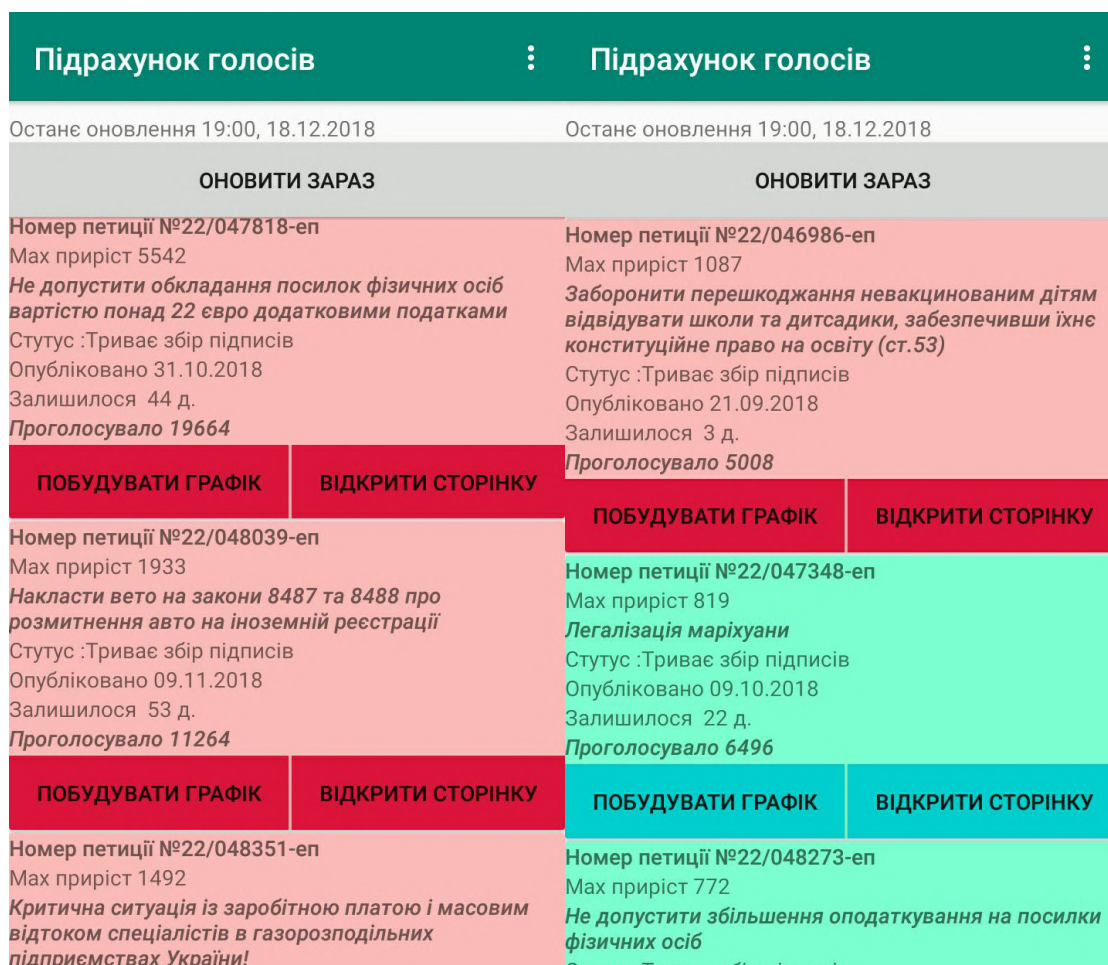 Підрахунок голосів
Останє оновлення 19:00, 18.12.2018
ОНОВИТИ ЗАРАЗ
Номер петиції №22/047818-еп
Мах приріст 5542
Не допустити обкладання посилок фізичних осіб
вартістю понад 22 євро додатковими податками
Стутус :Триває збір підписів
Опубліковано 31.10.2018
Залишилося 44 д.
Проголосувало 19664
ПОБУДУВАТИ ГРАФІК ВІДКРИТИ СТОРІНКУ
Номер петиції №22/048039-еп
Мах приріст 1933
Накласти вето на закони 8487 та 8488 про
розмитнення авто на іноземній реєстрації
Стутус :Триває збір підписів
Опубліковано 09.11.2018
Залишилося 53 д.
Проголосувало 11264
ПОБУДУВАТИ ГРАФІК ВІДКРИТИ СТОРІНКУ
Номер петиції №22/048351-еп
Мах приріст 1492
Критична ситуація із заробітною платою і масовим
відтоком спеціалістів в газорозподільних
підприємствах України!
Підрахунок голосів
Останє оновлення 19:00, 18.12.2018
ОНОВИТИ ЗАРАЗ
Номер петиції №22/046986-еп
Мах приріст 1087
Заборонити перешкоджання невакцинованим дітям
відвідувати школи та дитсадики, забезпечивши їхнє
конституційне право на освіту (ст.53)
Стутус :Триває збір підписів
Опубліковано 21.09.2018
Залишилося 3 д.
Проголосувало 5008
ПОБУДУВАТИ ГРАФІК ВІДКРИТИ СТОРІНКУ
Номер петиції №22/047348-еп
Мах приріст 819
Легалізація маріхуани
Стутус :Триває збір підписів
Опубліковано 09.10.2018
Залишилося 22 д.
Проголосувало 6496
ПОБУДУВАТИ ГРАФІК ВІДКРИТИ СТОРІНКУ
Номер петиції №22/048273-еп
Мах приріст 772
Не допустити збільшення оподаткування на посилки
фізичних осіб